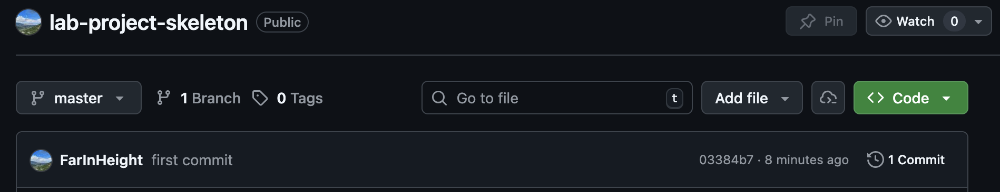 lab-project-skeleton Public Pin Watch 0
master 1 Branch 0 Tags Go to file t Add file Code
FarInHeight first commit 03384b7 · 8 minutes ago 1 Commit